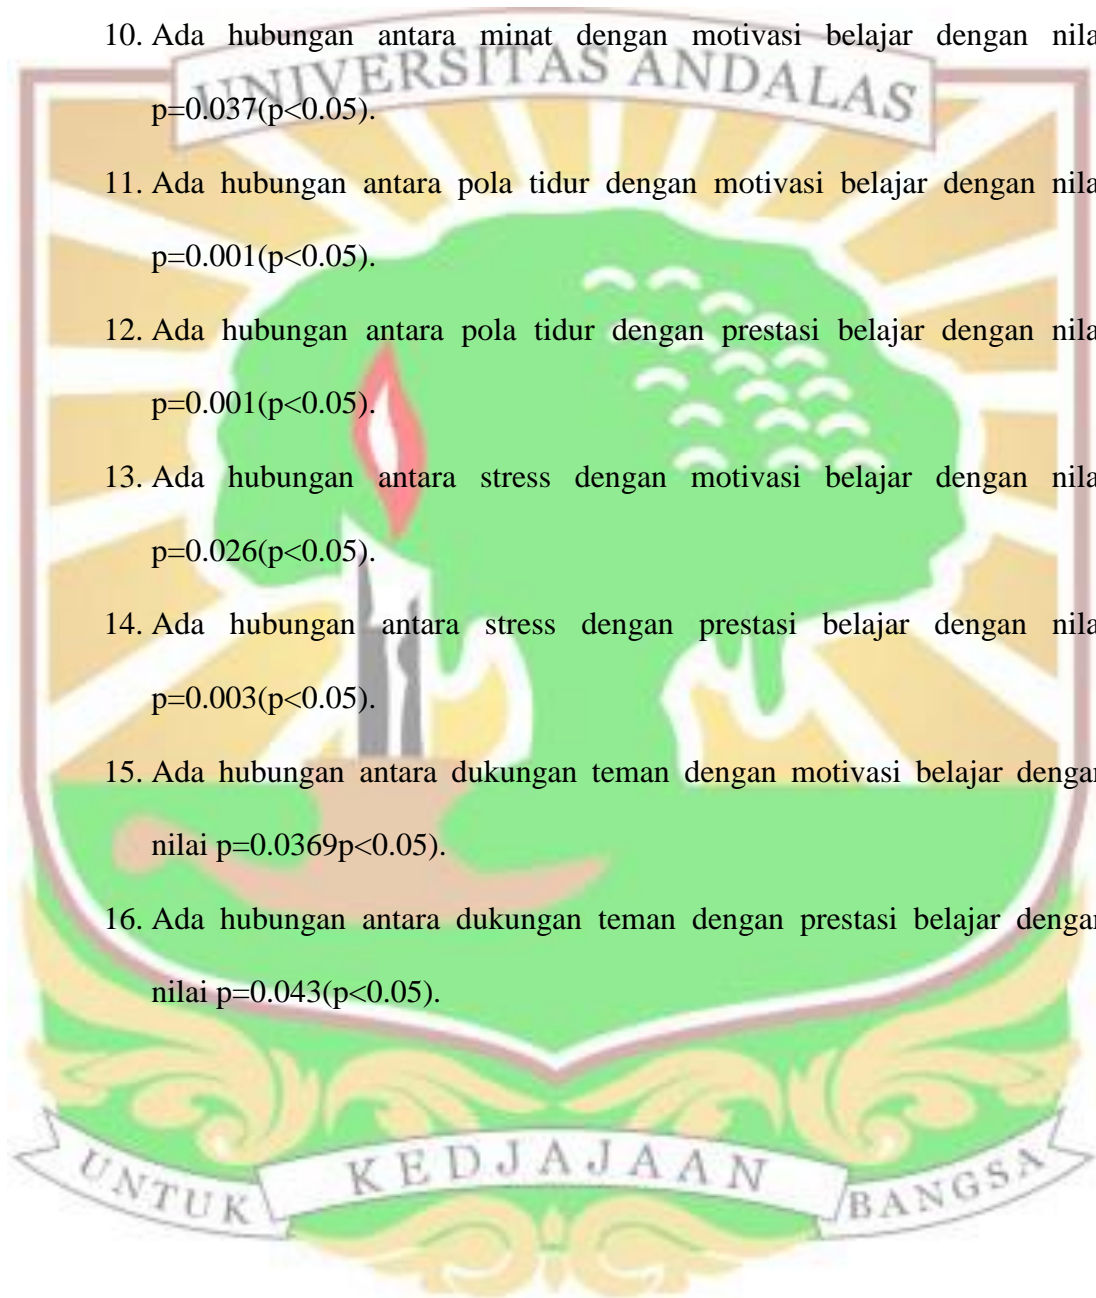 10. Ada hubungan antara minat dengan motivasi belajar dengan nila
UNIVERSITAS ANDALAS
p=0.037(p<0.05).
11. Ada hubungan antara pola tidur dengan motivasi belajar dengan nila
p=0.001(p<0.05).
12. Ada hubungan antara pola tidur dengan prestasi belajar dengan nila
p=0.001(p<0.05).
13. Ada hubungan antara stress dengan motivasi belajar dengan nila
p=0.026(p<0.05).
14. Ada hubungan antara stress dengan prestasi belajar dengan nila
p=0.003(p<0.05).
15. Ada hubungan antara dukungan teman dengan motivasi belajar dengan
nilai p=0.0369p<0.05).
16. Ada hubungan antara dukungan teman dengan prestasi belajar dengan
nilai p=0.043(p<0.05).
UNTUK KEDJAJAAN BANGSA